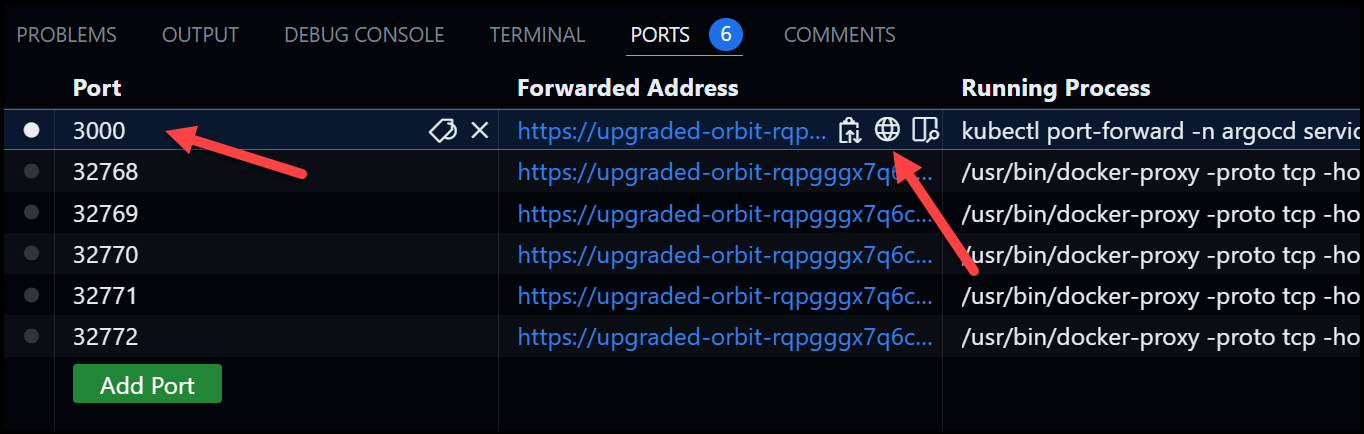 PROBLEMS OUTPUT DEBUG CONSOLE TERMINAL PORTS 6 COMMENTS
Port Forwarded Address Running Process
3000 https://upgraded-orbit-rqp... kubectl port-forward -n argocd servic
32768 https://upgraded-orbit-rqpgggx7q6c... /usr/bin/docker-proxy -proto tcp -ho
32769 https://upgraded-orbit-rqpgggx7q6c... /usr/bin/docker-proxy -proto tcp -ho
32770 https://upgraded-orbit-rqpgggx7q6c... /usr/bin/docker-proxy -proto tcp -ho
32771 https://upgraded-orbit-rqpgggx7q6c... /usr/bin/docker-proxy -proto tcp -ho
32772 https://upgraded-orbit-rqpgggx7q6c... /usr/bin/docker-proxy -proto tcp -ho
Add Port